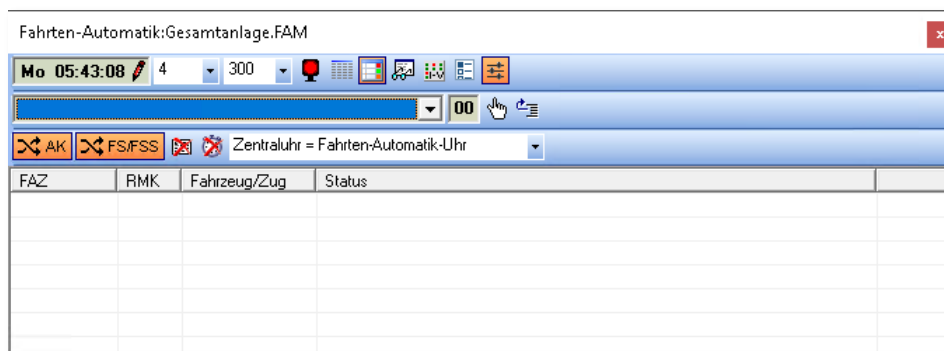 Fahrten-Automatik:Gesamtanlage.FAM
x
Mo 05:43:08 4 300
00
AK FS/FSS Zentraluhr = Fahrten-Automatik-Uhr
FAZ RMK Fahrzeug/Zug Status